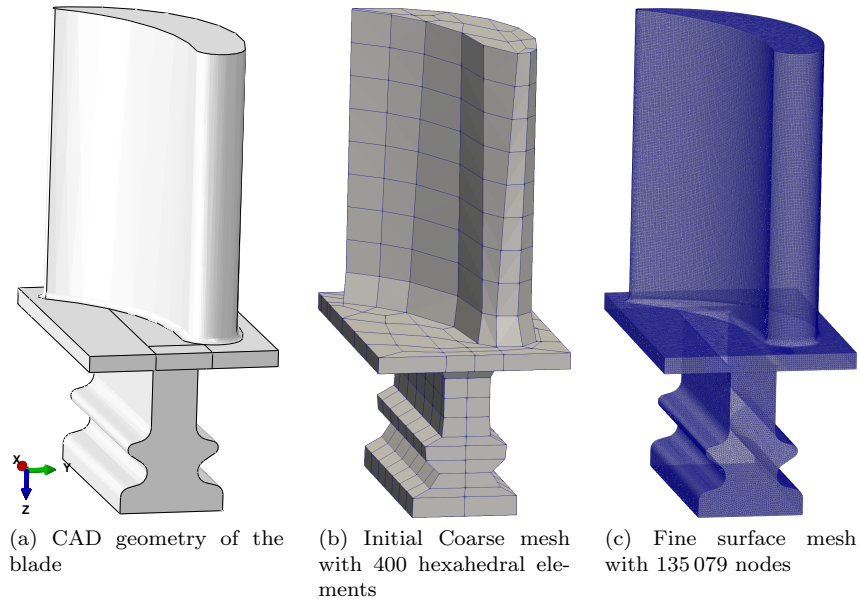 X
Y
Z
(a) CAD geometry of the
blade
(b) Initial Coarse mesh
with 400 hexahedral ele-
ments
(c) Fine surface mesh
with 135 079 nodes